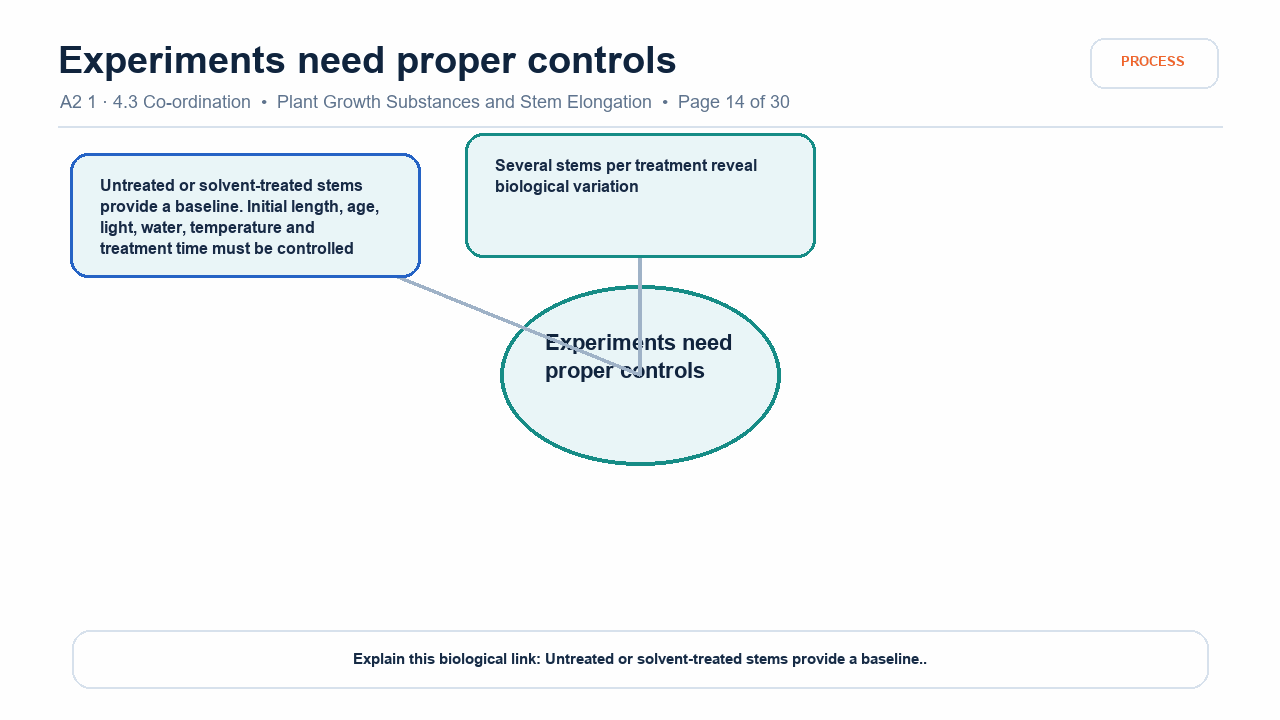 Experiments need proper controls
PROCESS
A2 1 · 4.3 Co-ordination • Plant Growth Substances and Stem Elongation • Page 14 of 30
Untreated or solvent-treated stems
provide a baseline. Initial length, age,
light, water, temperature and
treatment time must be controlled
Several stems per treatment reveal
biological variation
Experiments need
proper controls
Explain this biological link: Untreated or solvent-treated stems provide a baseline..